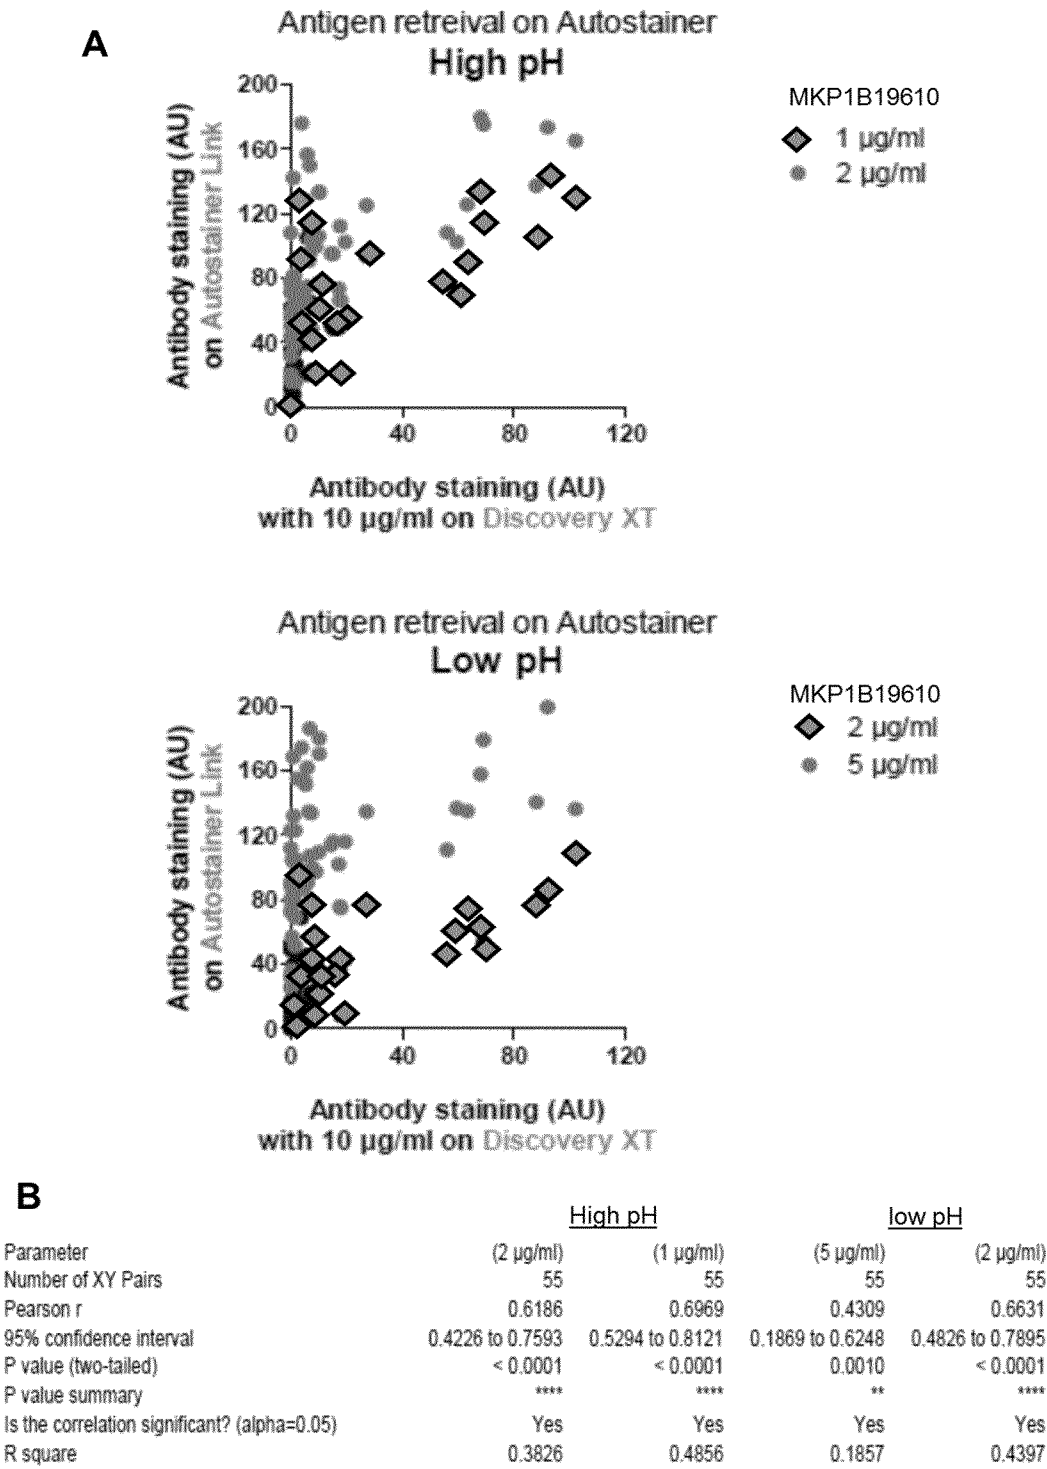 A
Antigen retreival on Autostainer
High pH
MKP1B19610
1 µg/ml
2 µg/ml
Antibody staining (AU)
on Autostainer Link
200
160
120
80
40
0
0 40 80 120
Antibody staining (AU)
with 10 µg/ml on Discovery XT
Antigen retreival on Autostainer
Low pH
MKP1B19610
2 µg/ml
5 µg/ml
Antibody staining (AU)
on Autostainer Link
200
160
120
80
40
0
0 40 80 120
Antibody staining (AU)
with 10 µg/ml on Discovery XT
B
High pH low pH
Parameter (2 µg/ml) (1 µg/ml) (5 µg/ml) (2 µg/ml)
Number of XY Pairs 55 55 55 55
Pearson r 0.6186 0.6969 0.4309 0.6631
95% confidence interval 0.4226 to 0.7593 0.5294 to 0.8121 0.1869 to 0.6248 0.4826 to 0.7895
P value (two-tailed) < 0.0001 < 0.0001 0.0010 < 0.0001
P value summary **** **** ** ****
Is the correlation significant? (alpha=0.05) Yes Yes Yes Yes
R square 0.3826 0.4856 0.1857 0.4397